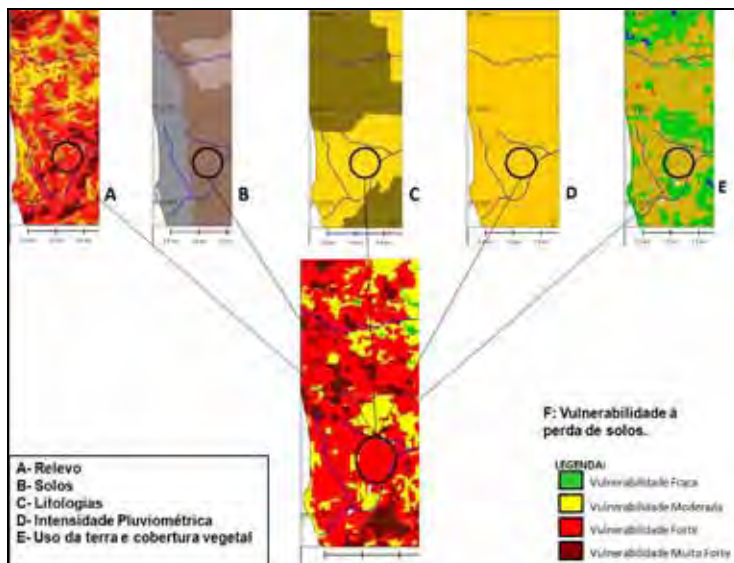 A
B
C
D
E
F: Vulnerabilidade à
perda de solos.
A- Relevo
B- Solos
C- Litologias
D- Intensidade Pluviométrica
E- Uso da terra e cobertura vegetal
LEGENDA:
Vulnerabilidade Fraca
Vulnerabilidade Moderada
Vulnerabilidade Forte
Vulnerabilidade Muito Forte